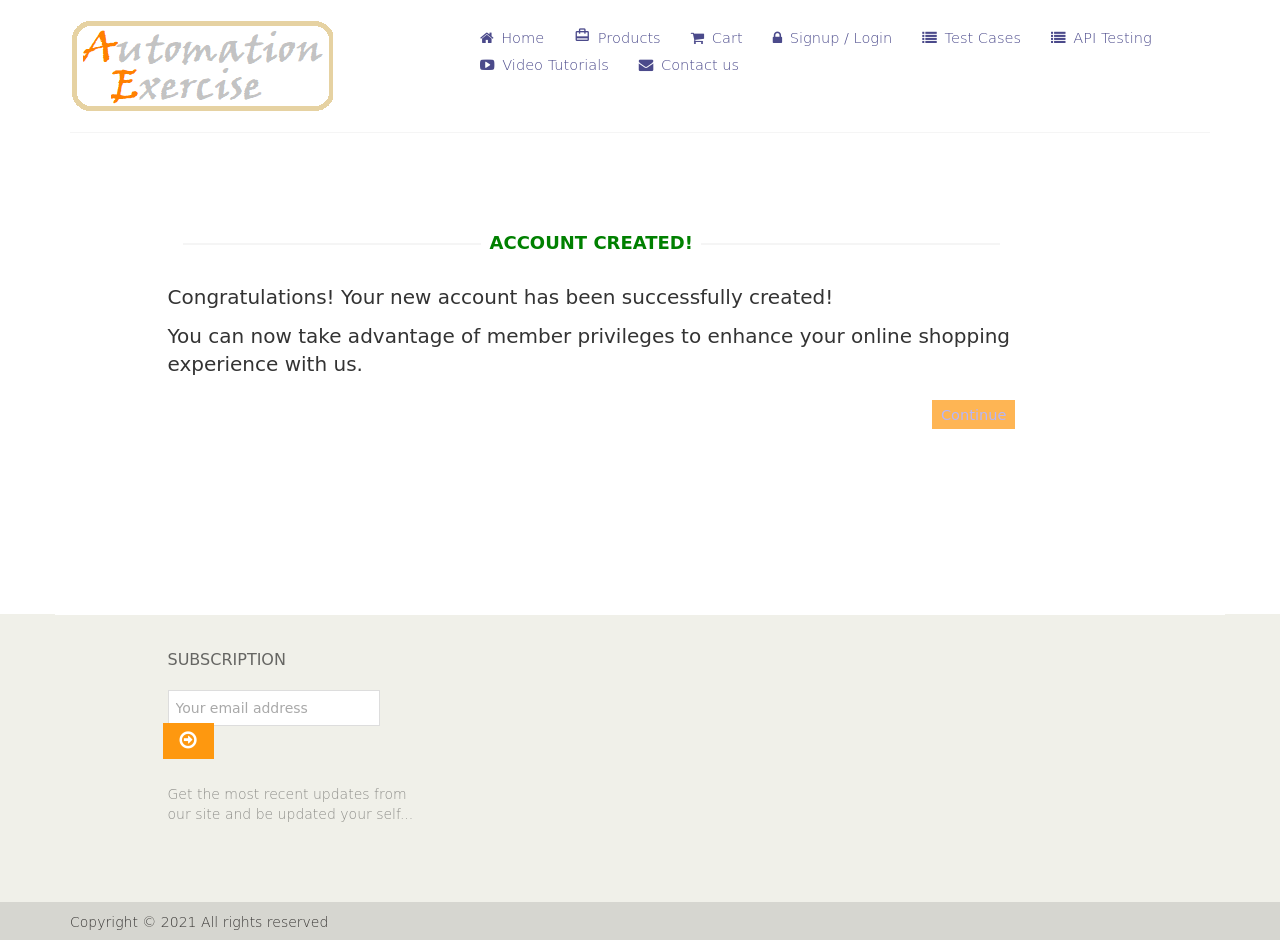 Automation
Exercise
Home Products Cart Signup / Login Test Cases API Testing
Video Tutorials Contact us
ACCOUNT CREATED!
Congratulations! Your new account has been successfully created!
You can now take advantage of member privileges to enhance your online shopping
experience with us.
Continue
SUBSCRIPTION
Your email address
Get the most recent updates from
our site and be updated your self...
Copyright © 2021 All rights reserved